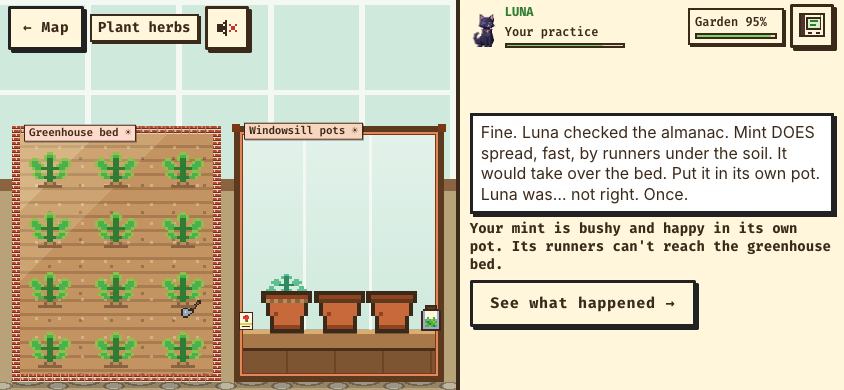 ← Map
Plant herbs
Greenhouse bed ☀
Windowsill pots ☀
LUNA
Your practice
Garden 95%
Fine. Luna checked the almanac. Mint DOES
spread, fast, by runners under the soil. It
would take over the bed. Put it in its own pot.
Luna was... not right. Once.
Your mint is bushy and happy in its own
pot. Its runners can't reach the greenhouse
bed.
See what happened →